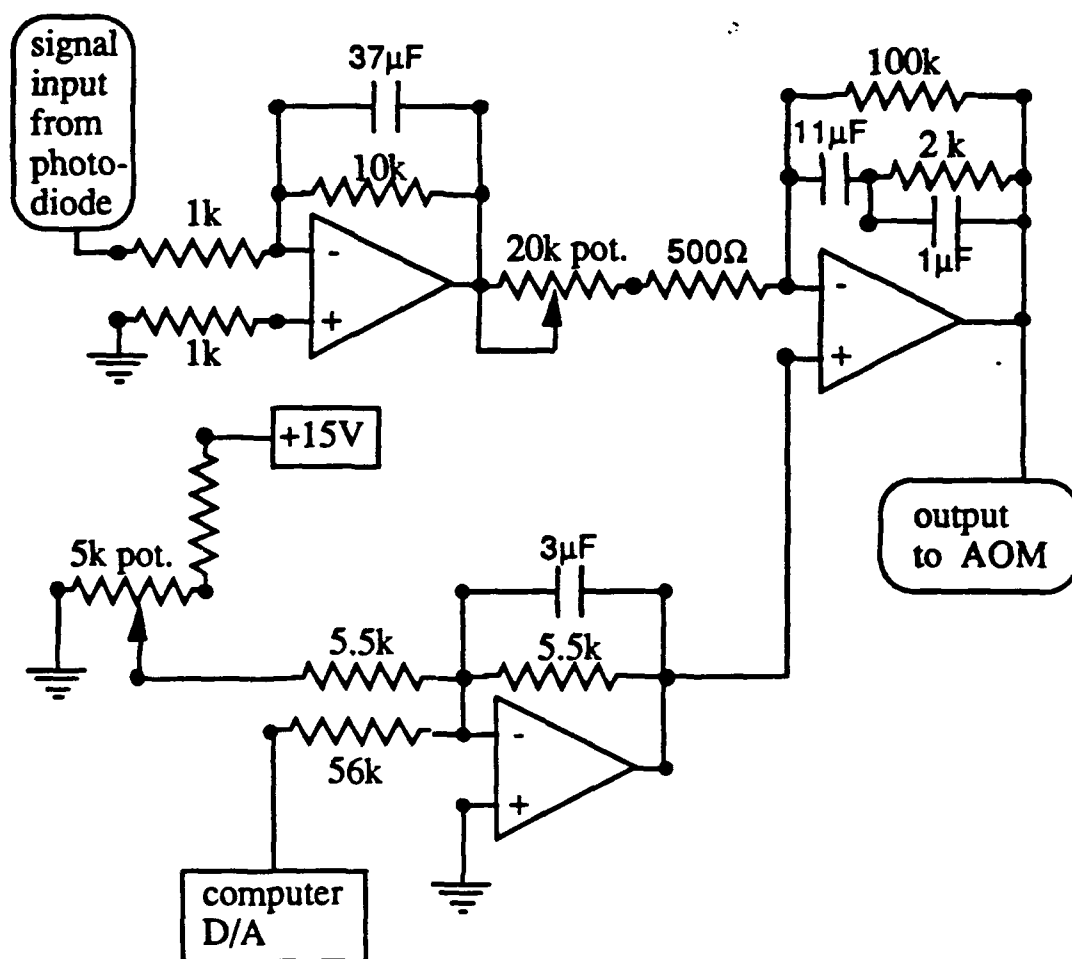 signal
input
from
photo-
diode
37µF
10k
1k
-
+
1k
20k pot.
500Ω
100k
11µF
2 k
1µF
-
+
output
to AOM
+15V
5k pot.
3µF
5.5k
5.5k
56k
-
+
computer
D/A